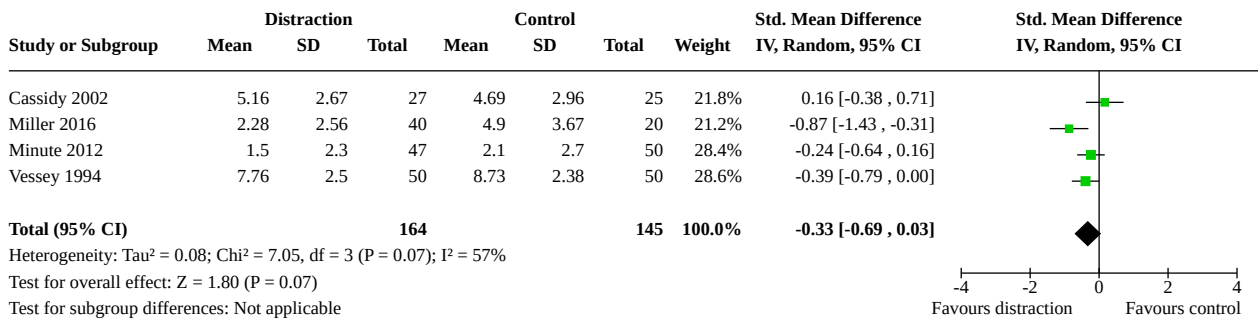 Distraction Control Std. Mean Difference Std. Mean Difference
Study or Subgroup Mean SD Total Mean SD Total Weight IV, Random, 95% CI IV, Random, 95% CI
Cassidy 2002 5.16 2.67 27 4.69 2.96 25 21.8% 0.16 [-0.38 , 0.71]
Miller 2016 2.28 2.56 40 4.9 3.67 20 21.2% -0.87 [-1.43 , -0.31]
Minute 2012 1.5 2.3 47 2.1 2.7 50 28.4% -0.24 [-0.64 , 0.16]
Vessey 1994 7.76 2.5 50 8.73 2.38 50 28.6% -0.39 [-0.79 , 0.00]
Total (95% CI) 164 145 100.0% -0.33 [-0.69 , 0.03]
Heterogeneity: Tau² = 0.08; Chi² = 7.05, df = 3 (P = 0.07); I² = 57%
Test for overall effect: Z = 1.80 (P = 0.07)
Test for subgroup differences: Not applicable
-4 -2 0 2 4
Favours distraction Favours control